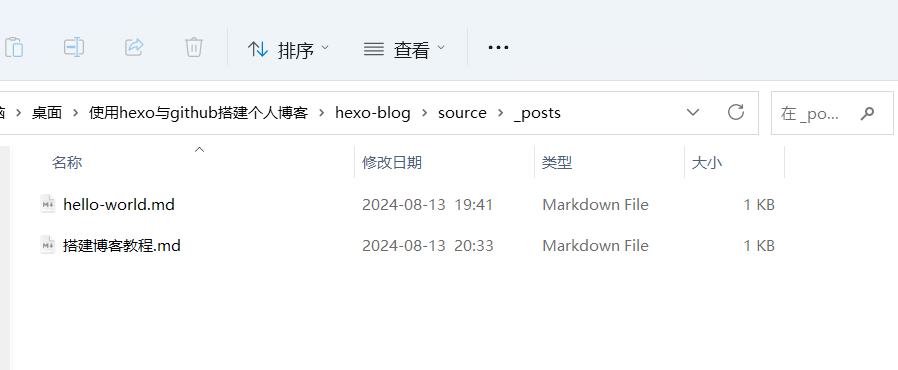 排序 查看
桌面 使用hexo与github搭建个人博客 hexo-blog source _posts 在 _po...
名称 修改日期 类型 大小
hello-world.md 2024-08-13 19:41 Markdown File 1 KB
搭建博客教程.md 2024-08-13 20:33 Markdown File 1 KB